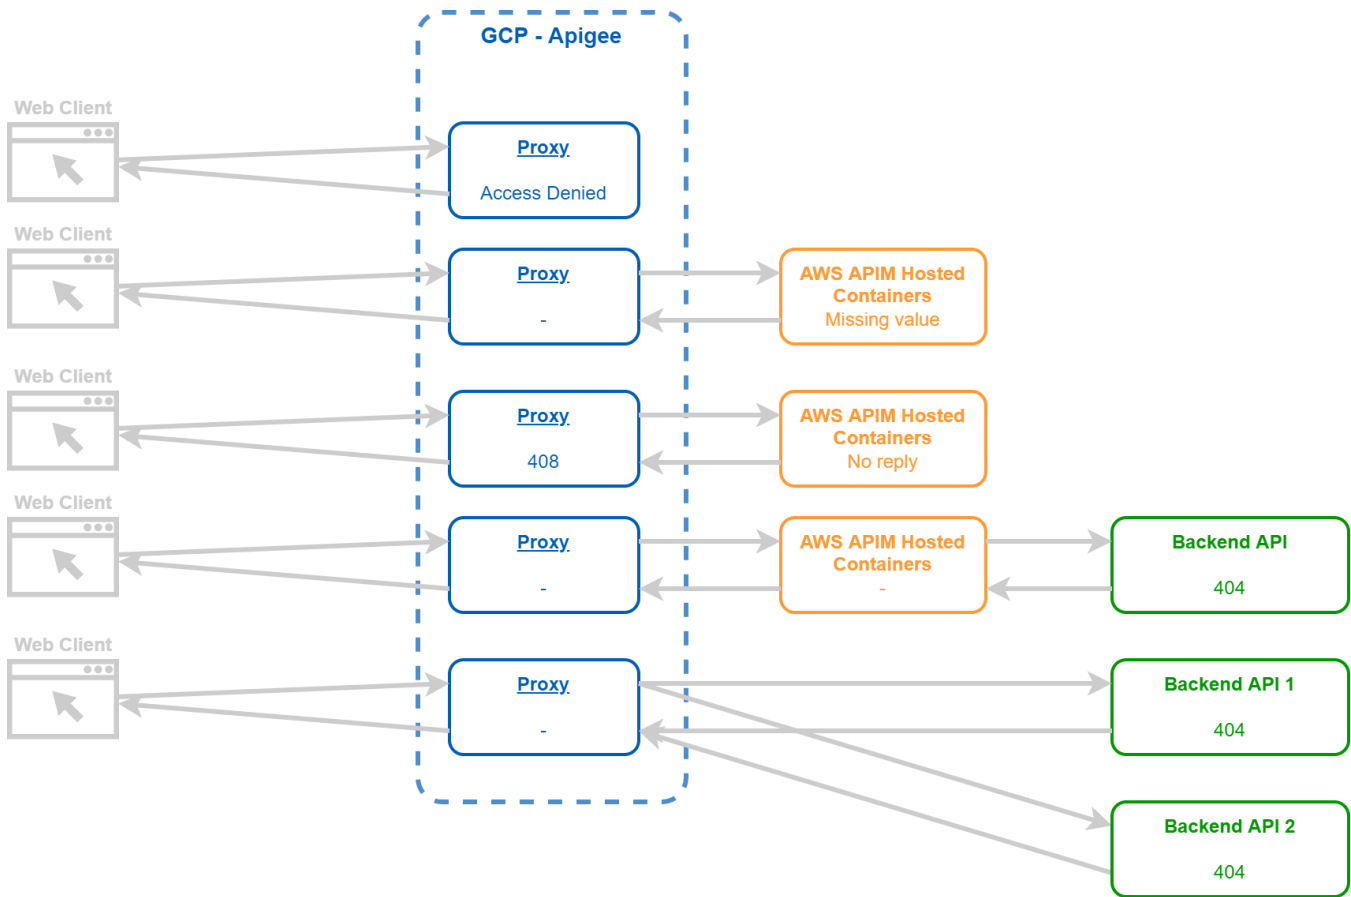 GCP - Apigee
Web Client
Proxy
Access Denied
Web Client
Proxy
-
AWS APIM Hosted
Containers
Missing value
Web Client
Proxy
408
AWS APIM Hosted
Containers
No reply
Web Client
Proxy
-
AWS APIM Hosted
Containers
-
Backend API
404
Web Client
Proxy
-
Backend API 1
404
Backend API 2
404